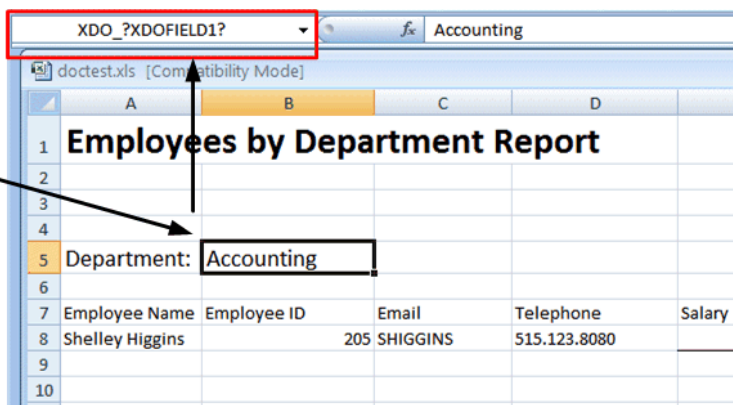 XDO_?XDOFIELD1? fx Accounting
doctest.xls [Compatibility Mode]
A B C D
1 Employees by Department Report
2
3
4
5 Department: Accounting
6
7 Employee Name Employee ID Email Telephone Salary
8 Shelley Higgins 205 SHIGGINS 515.123.8080
9
10